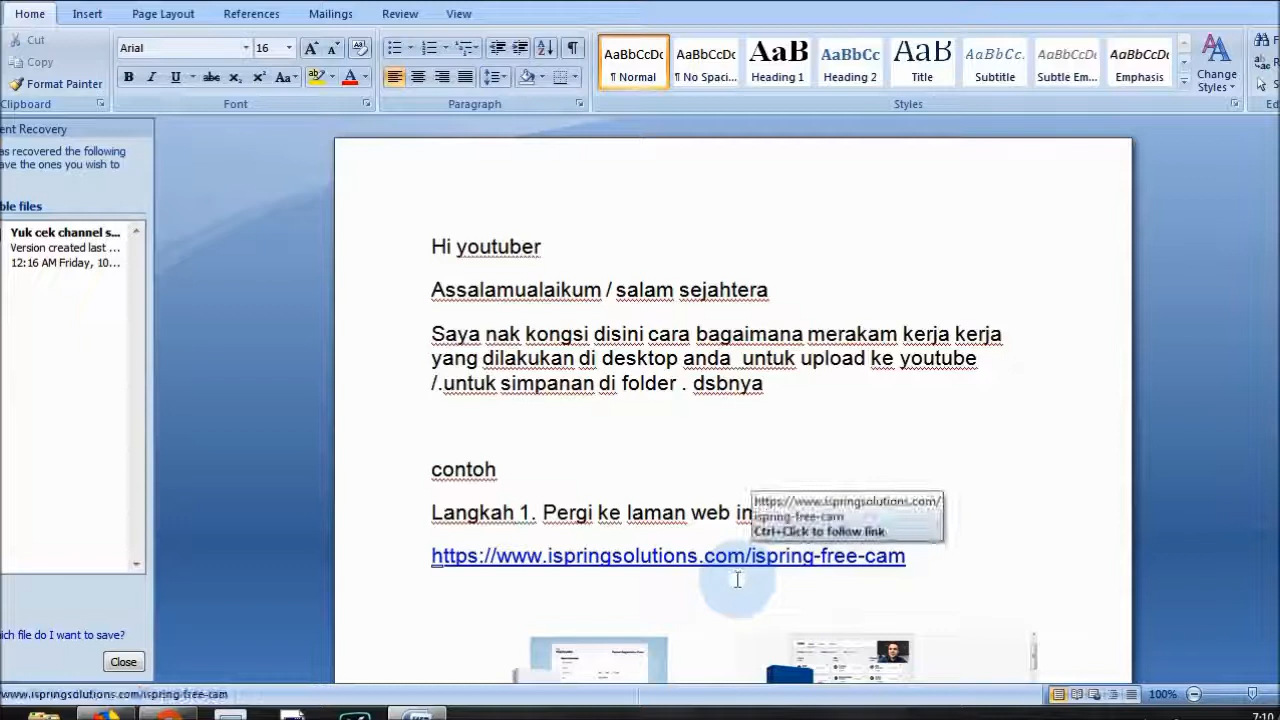 Home Insert Page Layout References Mailings Review View
Cut
Copy
Format Painter
Arial 16
AaBbCcDc AaBbCcDc AaB AaBbCc AaB AaBbCcL AaBbCcDc AaBbCcDc
¶ Normal ¶ No Spaci... Heading 1 Heading 2 Title Subtitle Subtle Em... Emphasis
Change
Styles
Clipboard Font Paragraph Styles
ent Recovery
as recovered the following
ave the ones you wish to
ble files
Yuk cek channel s...
Version created last ...
12:16 AM Friday, 10...
hich file do I want to save?
Close
Hi youtuber
Assalamualaikum / salam sejahtera
Saya nak kongsi disini cara bagaimana merakam kerja kerja
yang dilakukan di desktop anda untuk upload ke youtube
/.untuk simpanan di folder . dsbnya
contoh
Langkah 1. Pergi ke laman web in
https://www.ispringsolutions.com/
ispring-free-cam
Ctrl+Click to follow link
https://www.ispringsolutions.com/ispring-free-cam
www.ispringsolutions.com/ispring-free-cam
100%
7:10